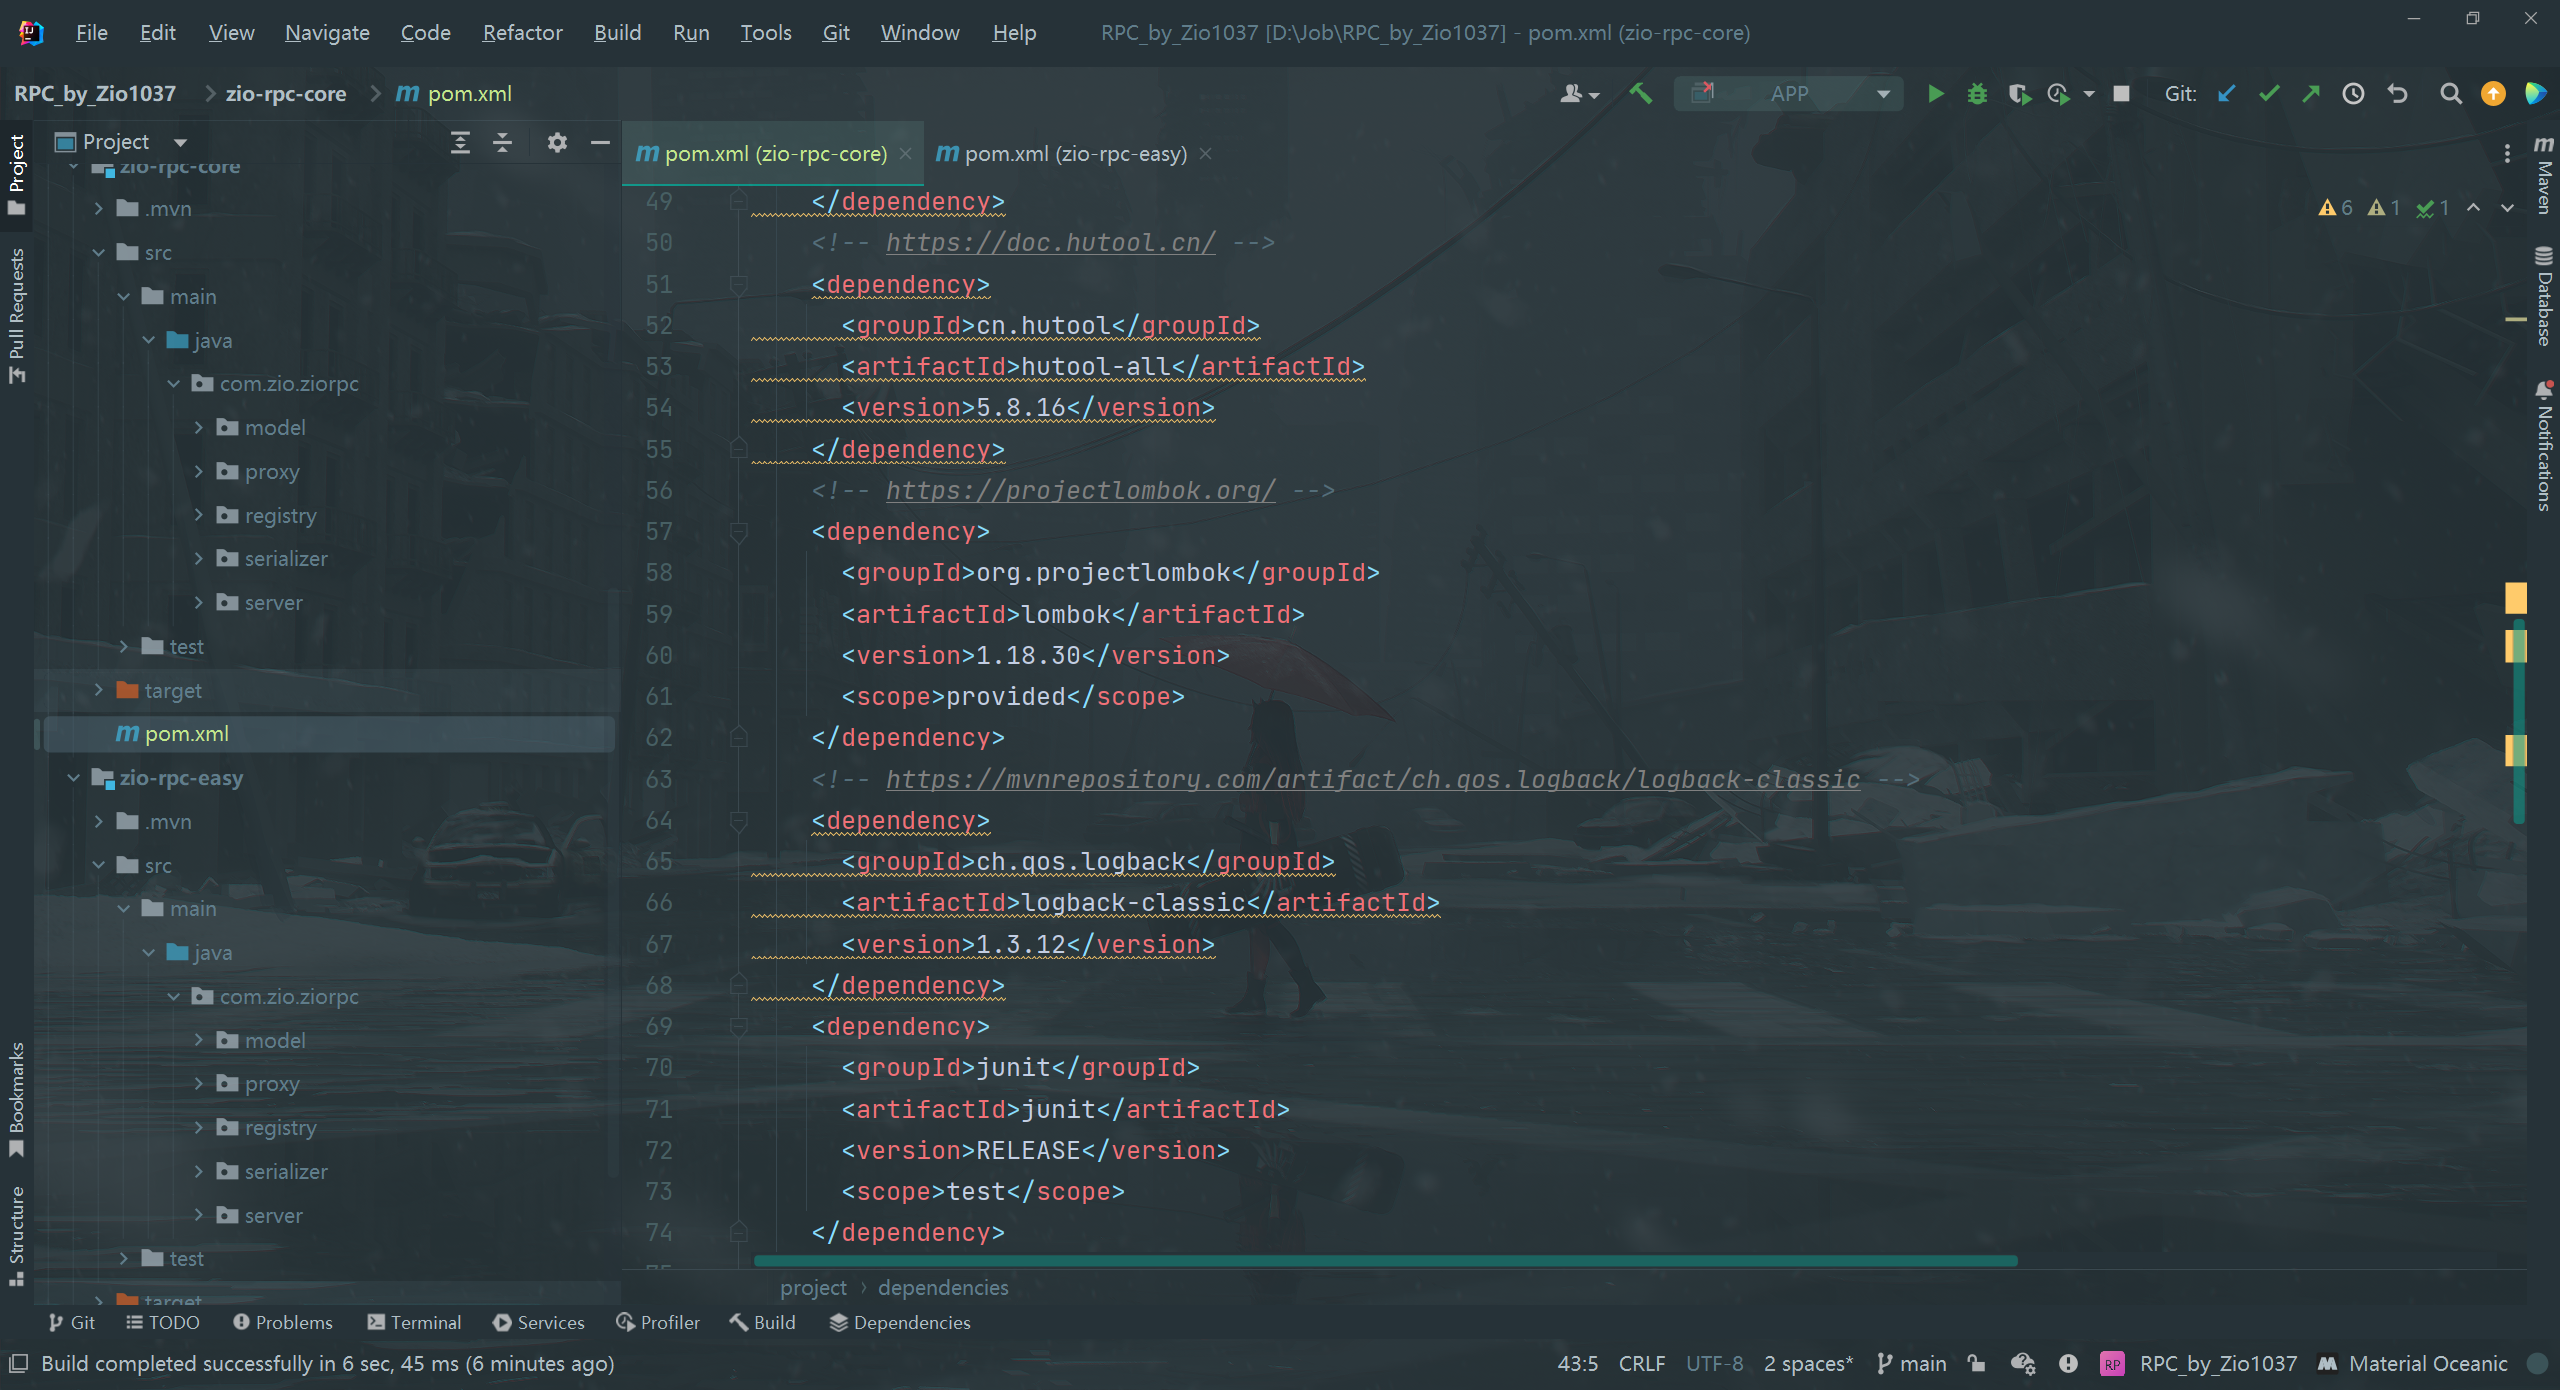 File Edit View Navigate Code Refactor Build Run Tools Git Window Help RPC_by_Zio1037 [D:\Job\RPC_by_Zio1037] - pom.xml (zio-rpc-core)
RPC_by_Zio1037 zio-rpc-core m pom.xml APP Git:
Project
Pull Requests
Bookmarks
Structure
Project
zio-rpc-core
.mvn
src
main
java
com.zio.ziorpc
model
proxy
registry
serializer
server
test
target
m pom.xml
zio-rpc-easy
.mvn
src
main
java
com.zio.ziorpc
model
proxy
registry
serializer
server
test
target
m pom.xml (zio-rpc-core) m pom.xml (zio-rpc-easy)
6 1 1
49 </dependency>
50 <!-- https://doc.hutool.cn/ -->
51 <dependency>
52 <groupId>cn.hutool</groupId>
53 <artifactId>hutool-all</artifactId>
54 <version>5.8.16</version>
55 </dependency>
56 <!-- https://projectlombok.org/ -->
57 <dependency>
58 <groupId>org.projectlombok</groupId>
59 <artifactId>lombok</artifactId>
60 <version>1.18.30</version>
61 <scope>provided</scope>
62 </dependency>
63 <!-- https://mvnrepository.com/artifact/ch.qos.logback/logback-classic -->
64 <dependency>
65 <groupId>ch.qos.logback</groupId>
66 <artifactId>logback-classic</artifactId>
67 <version>1.3.12</version>
68 </dependency>
69 <dependency>
70 <groupId>junit</groupId>
71 <artifactId>junit</artifactId>
72 <version>RELEASE</version>
73 <scope>test</scope>
74 </dependency>
75
project dependencies
m Maven
Database
Notifications
Git TODO Problems Terminal Services Profiler Build Dependencies
Build completed successfully in 6 sec, 45 ms (6 minutes ago) 43:5 CRLF UTF-8 2 spaces* main RP RPC_by_Zio1037 M Material Oceanic